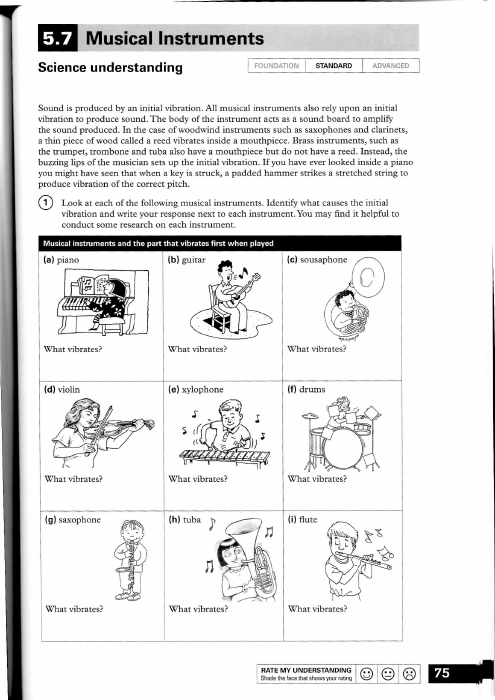 5.7 Musical Instruments
Science understanding
FOUNDATION STANDARD ADVANCED
Sound is produced by an initial vibration. All musical instruments also rely upon an initial
vibration to produce sound. The body of the instrument acts as a sound board to amplify
the sound produced. In the case of woodwind instruments such as saxophones and clarinets,
a thin piece of wood called a reed vibrates inside a mouthpiece. Brass instruments, such as
the trumpet, trombone and tuba also have a mouthpiece but do not have a reed. Instead, the
buzzing lips of the musician sets up the initial vibration. If you have ever looked inside a piano
you might have seen that when a key is struck, a padded hammer strikes a stretched string to
produce vibration of the correct pitch.
1 Look at each of the following musical instruments. Identify what causes the initial
vibration and write your response next to each instrument. You may find it helpful to
conduct some research on each instrument.
Musical instruments and the part that vibrates first when played
(a) piano
What vibrates?
(b) guitar
What vibrates?
(c) sousaphone
What vibrates?
(d) violin
What vibrates?
(e) xylophone
What vibrates?
(f) drums
What vibrates?
(g) saxophone
What vibrates?
(h) tuba
What vibrates?
(i) flute
What vibrates?
RATE MY UNDERSTANDING
Shade the face that shows your rating
75